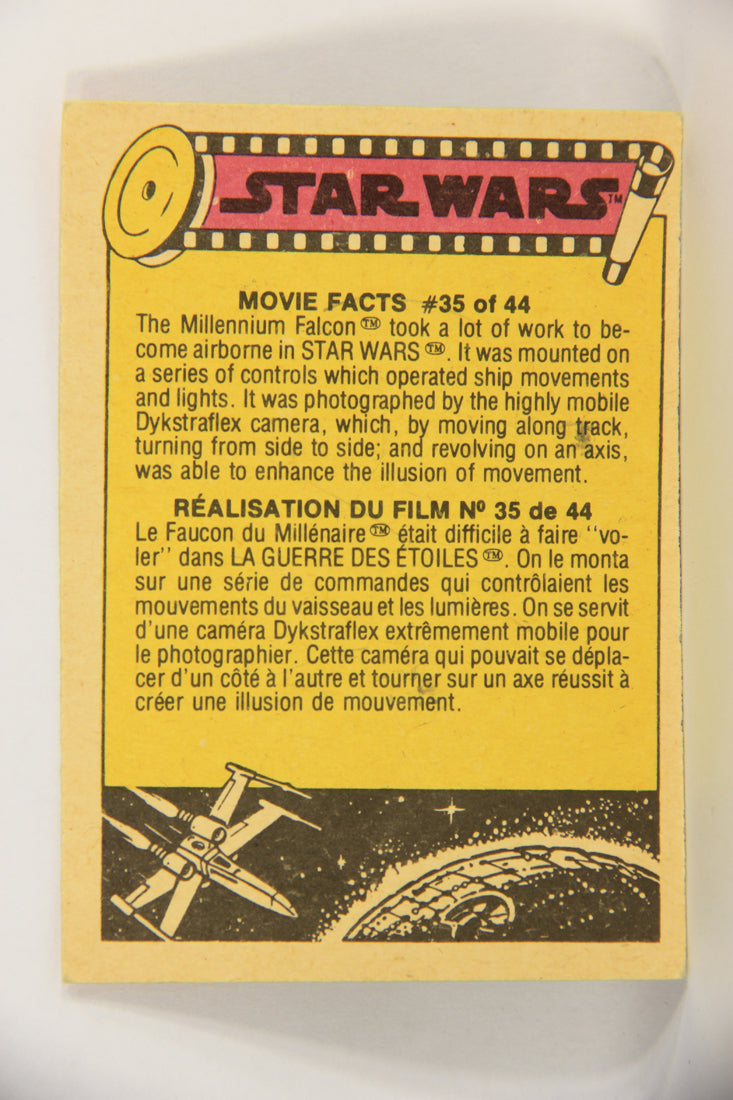 STAR WARS™
MOVIE FACTS #35 of 44
The Millennium Falcon™ took a lot of work to be-
come airborne in STAR WARS™. It was mounted on
a series of controls which operated ship movements
and lights. It was photographed by the highly mobile
Dykstraflex camera, which, by moving along track,
turning from side to side; and revolving on an axis,
was able to enhance the illusion of movement.
RÉALISATION DU FILM Nº 35 de 44
Le Faucon du Millénaire™ était difficile à faire “vo-
ler” dans LA GUERRE DES ÉTOILES™. On le monta
sur une série de commandes qui contrôlaient les
mouvements du vaisseau et les lumières. On se servit
d’une caméra Dykstraflex extrêmement mobile pour
le photographier. Cette caméra qui pouvait se dépla-
cer d’un côté à l’autre et tourner sur un axe réussit à
créer une illusion de mouvement.